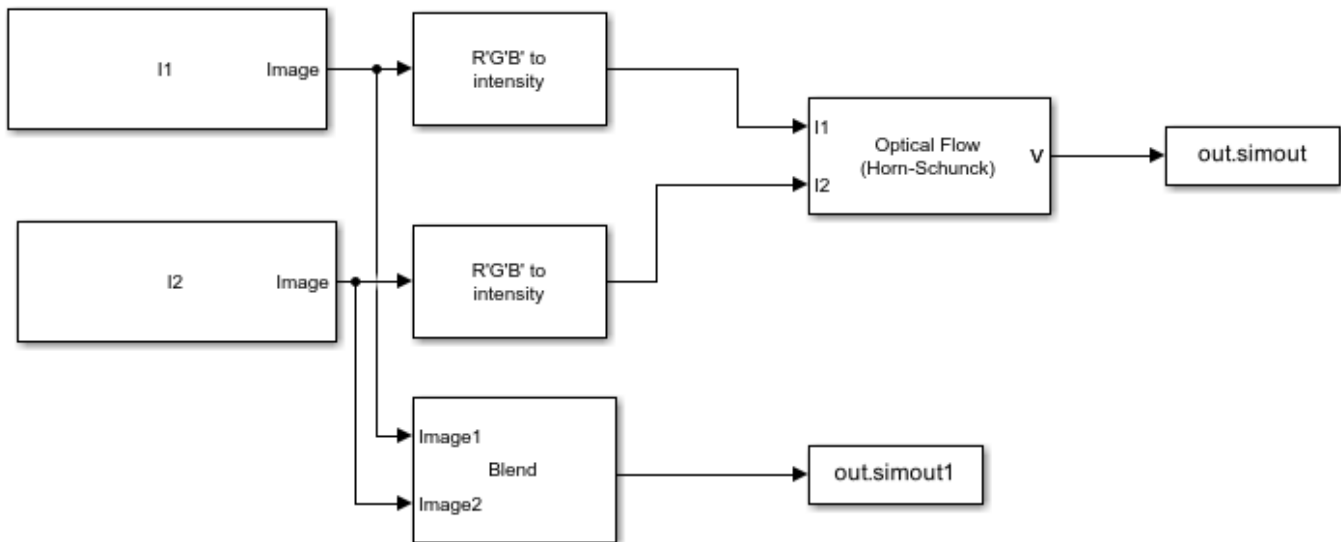 I1
Image
R'G'B' to
intensity
I1
I2
Optical Flow
(Horn-Schunck)
V
out.simout
I2
Image
R'G'B' to
intensity
Image1
Blend
Image2
out.simout1